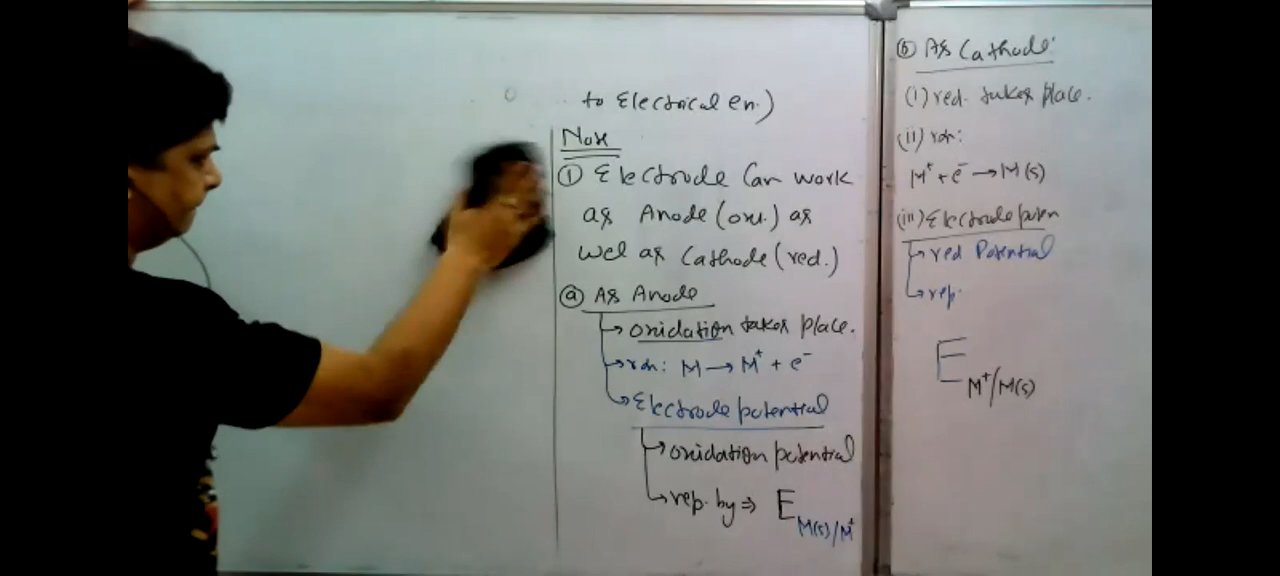 to Electrical en.)
Note
① Electrode Can work
as Anode (oxi.) as
wel as Cathode (red.)
ⓐ As Anode
→ oxidation takes place.
→ rxn: M → M⁺ + e⁻
→ Electrode potential
→ oxidation potential
→ rep. by ⇒ E M(s)/M⁺
ⓑ As Cathode:
(i) red. takes place.
(ii) rxn:
M⁺ + e⁻ → M(s)
(iii) Electrode poten
→ red Potential
→ rep.
E M⁺/M(s)